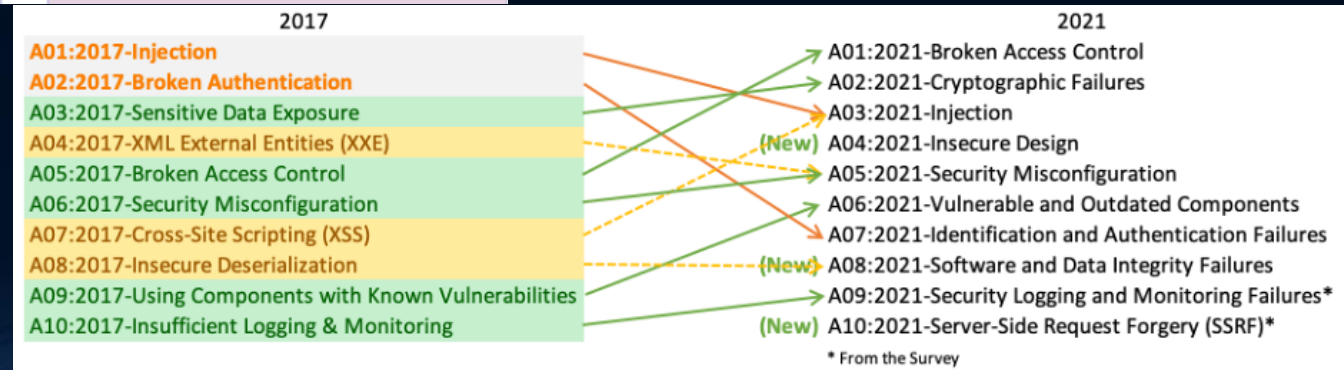 2017
A01:2017-Injection
A02:2017-Broken Authentication
A03:2017-Sensitive Data Exposure
A04:2017-XML External Entities (XXE)
A05:2017-Broken Access Control
A06:2017-Security Misconfiguration
A07:2017-Cross-Site Scripting (XSS)
A08:2017-Insecure Deserialization
A09:2017-Using Components with Known Vulnerabilities
A10:2017-Insufficient Logging & Monitoring
2021
A01:2021-Broken Access Control
A02:2021-Cryptographic Failures
A03:2021-Injection
(New) A04:2021-Insecure Design
A05:2021-Security Misconfiguration
A06:2021-Vulnerable and Outdated Components
A07:2021-Identification and Authentication Failures
(New) A08:2021-Software and Data Integrity Failures
A09:2021-Security Logging and Monitoring Failures*
(New) A10:2021-Server-Side Request Forgery (SSRF)*
* From the Survey